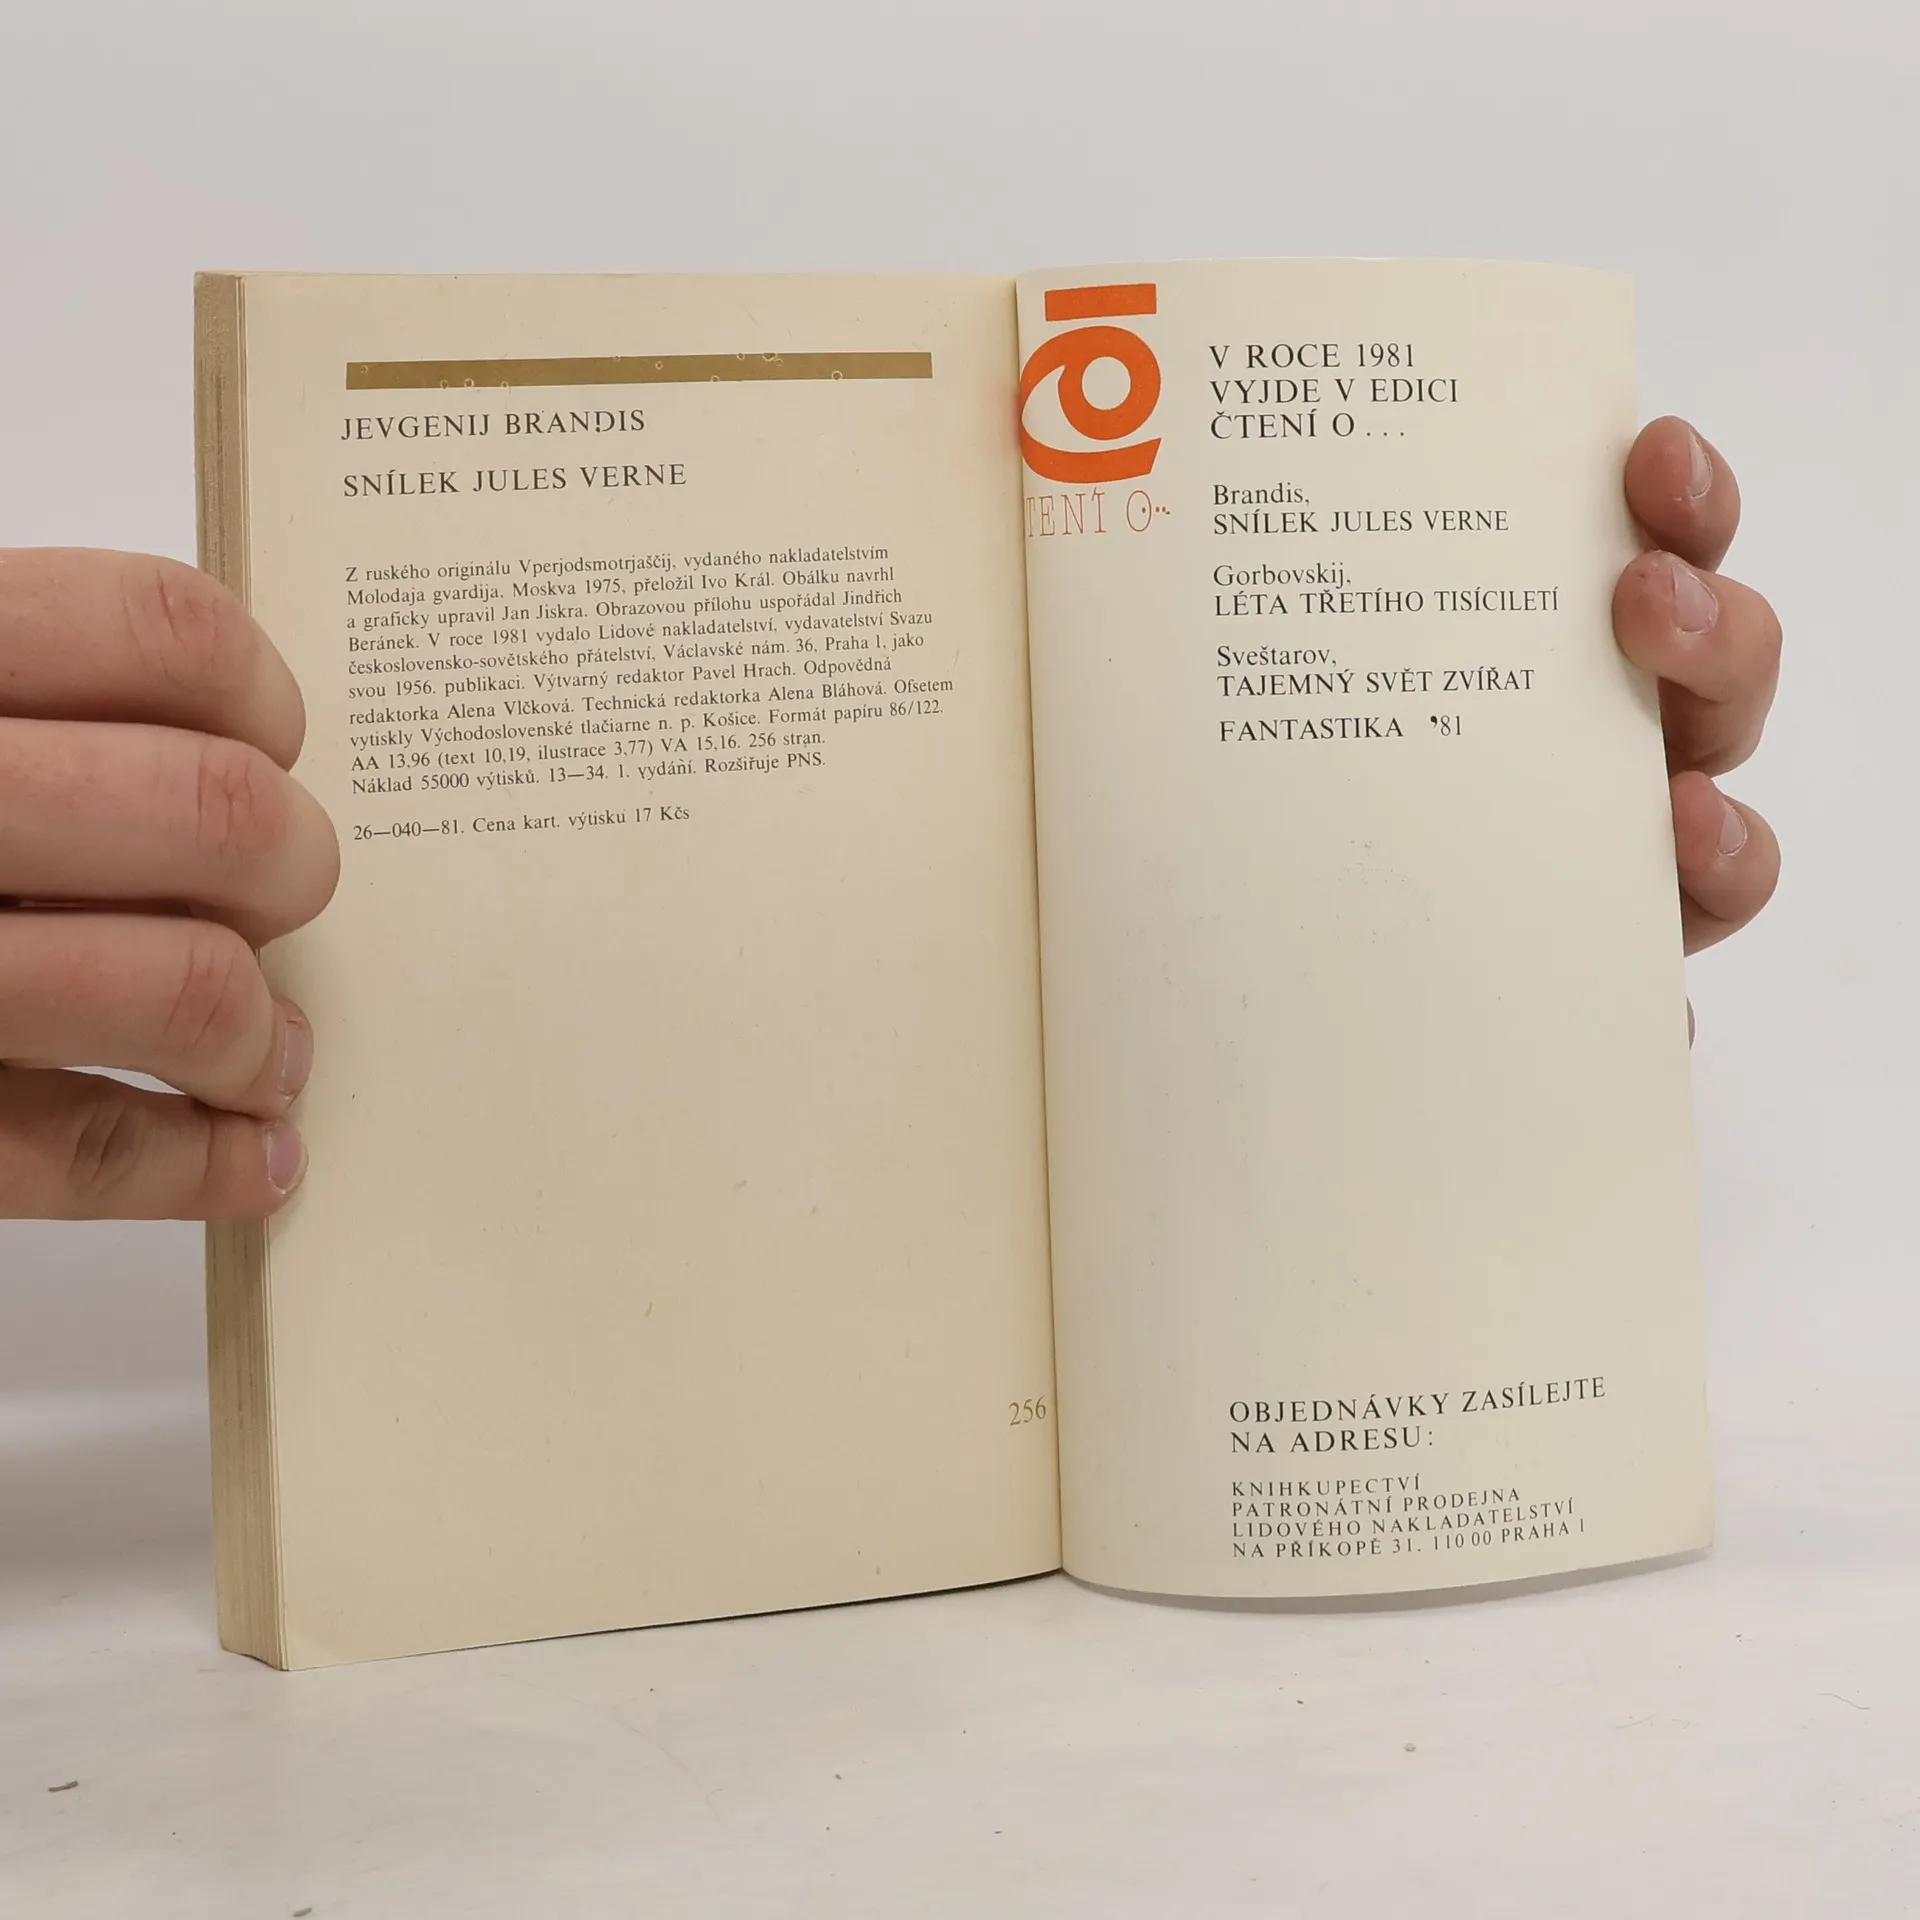 JEVGENIJ BRANDIS
SNÍLEK JULES VERNE
Z ruského originálu Vperjodsmotrjaščij, vydaného nakladatelstvím
Molodaja gvardija, Moskva 1975, přeložil Ivo Král. Obálku navrhl
a graficky upravil Jan Jiskra. Obrazovou přílohu uspořádal Jindřich
Beránek. V roce 1981 vydalo Lidové nakladatelství, vydavatelství Svazu
československo-sovětského přátelství, Václavské nám. 36, Praha 1, jako
svou 1956. publikaci. Výtvarný redaktor Pavel Hrach. Odpovědná
redaktorka Alena Vlčková. Technická redaktorka Alena Bláhová. Ofsetem
vytiskly Východoslovenské tlačiarne n. p. Košice. Formát papíru 86/122.
AA 13,96 (text 10,19, ilustrace 3,77) VA 15,16. 256 stran.
Náklad 55000 výtisků. 13—34. 1. vydání. Rozšiřuje PNS.
26—040—81. Cena kart. výtisku 17 Kčs
256
TENÍ O...
V ROCE 1981
VYJDE V EDICI
ČTENÍ O...
Brandis,
SNÍLEK JULES VERNE
Gorbovskij,
LÉTA TŘETÍHO TISÍCILETÍ
Sveštarov,
TAJEMNÝ SVĚT ZVÍŘAT
FANTASTIKA ’81
OBJEDNÁVKY ZASÍLEJTE
NA ADRESU:
KNIHKUPECTVÍ
PATRONÁTNÍ PRODEJNA
LIDOVÉHO NAKLADATELSTVÍ
NA PŘÍKOPĚ 31, 110 00 PRAHA 1